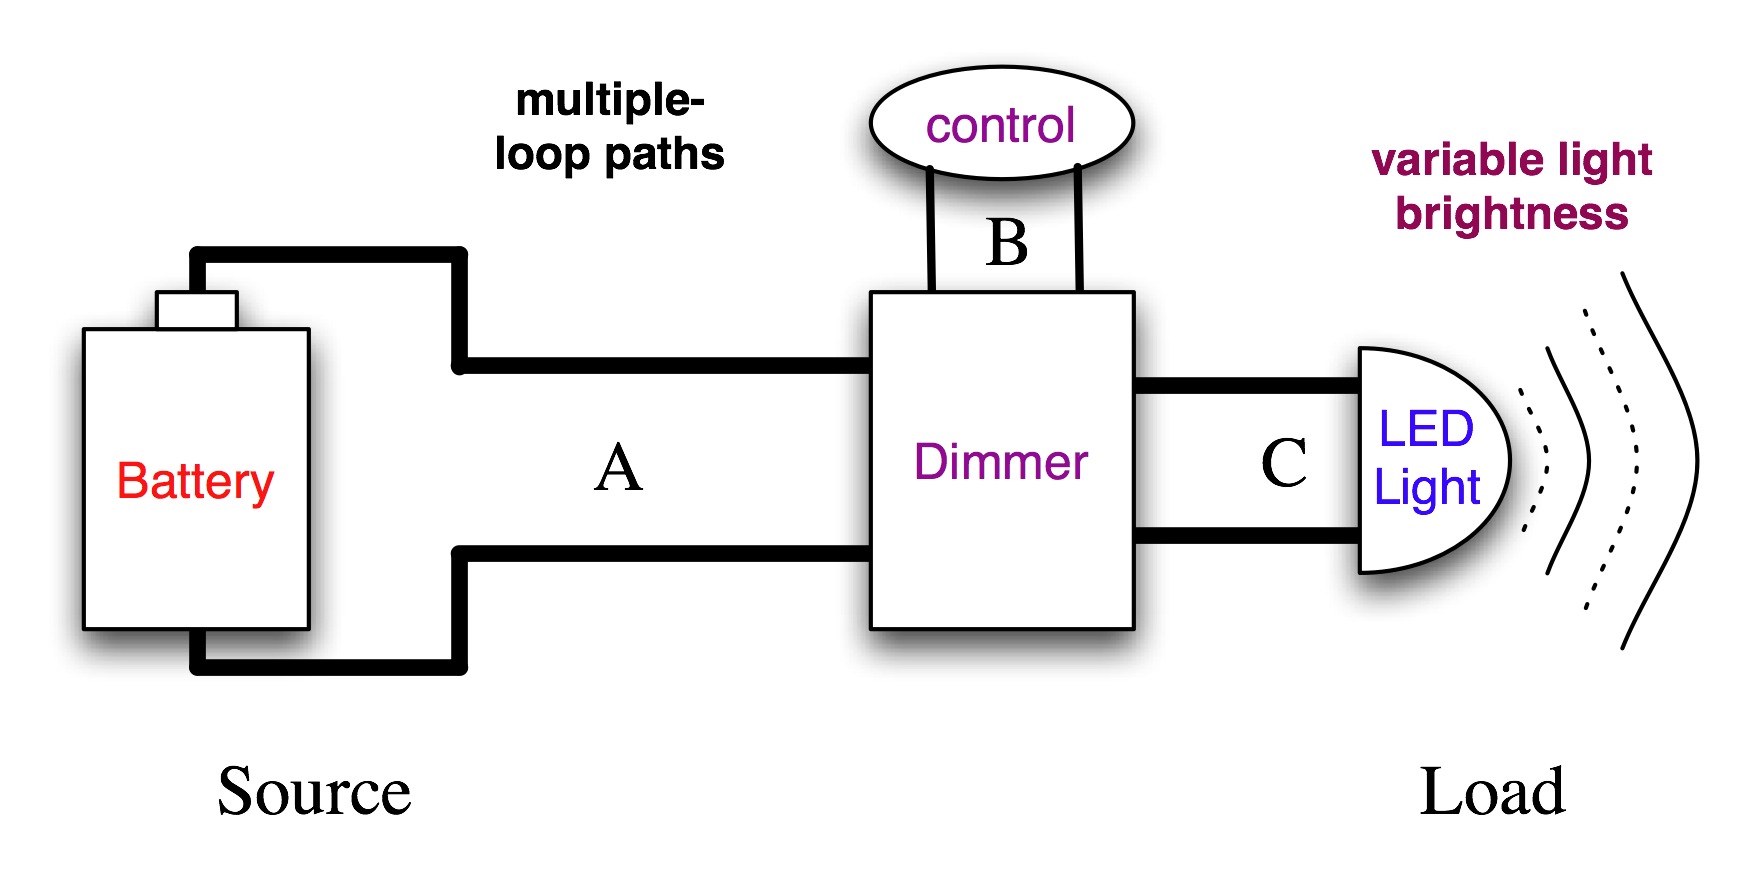 multiple-
loop paths
control
variable light
brightness
B
Battery
A
Dimmer
C
LED
Light
Source
Load